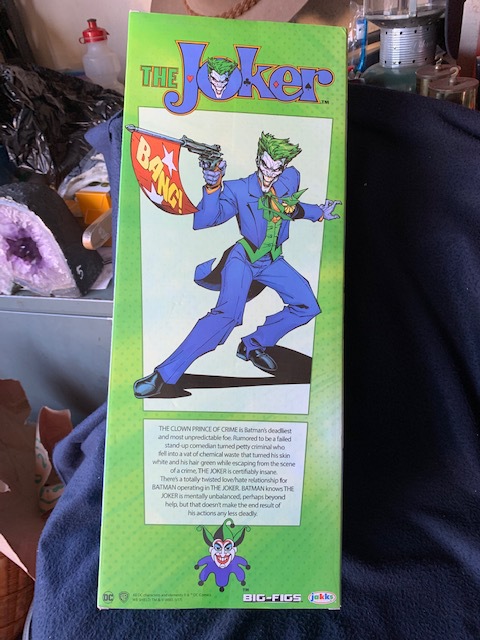 THE JOKER™
BANG!
THE CLOWN PRINCE OF CRIME is Batman's deadliest
and most unpredictable foe. Rumored to be a failed
stand-up comedian turned petty criminal who
fell into a vat of chemical waste that turned his skin
white and his hair green while escaping from the scene
of a crime, THE JOKER is certifiably insane.
There's a totally twisted love/hate relationship for
BATMAN operating in THE JOKER. BATMAN knows THE
JOKER is mentally unbalanced, perhaps beyond
help, but that doesn't make the end result of
his actions any less deadly.
DC
BIG-FIGS™
jakks